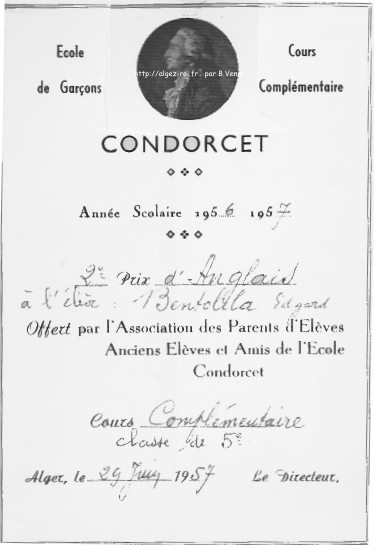 Ecole
de Garçons
Cours
Complémentaire
http://alger-roi.fr par B.Venis
CONDORCET
Année Scolaire 1956 1957
2e Prix d'Anglais
à l'élève : Bentolila Edgard
Offert par l'Association des Parents d'Elèves
Anciens Elèves et Amis de l'Ecole
Condorcet
Cours Complémentaire
classe de 5e
Alger, le 29 Juin 1957 Le Directeur,